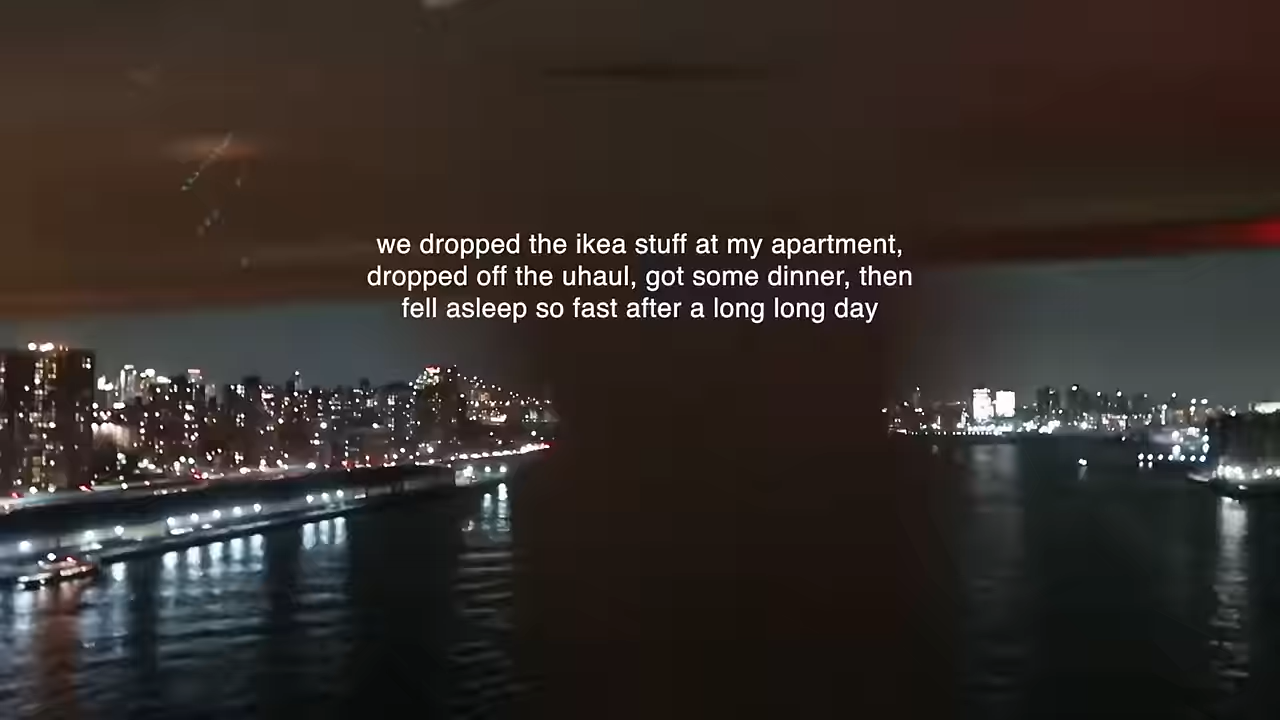 we dropped the ikea stuff at my apartment,
dropped off the uhaul, got some dinner, then
fell asleep so fast after a long long day